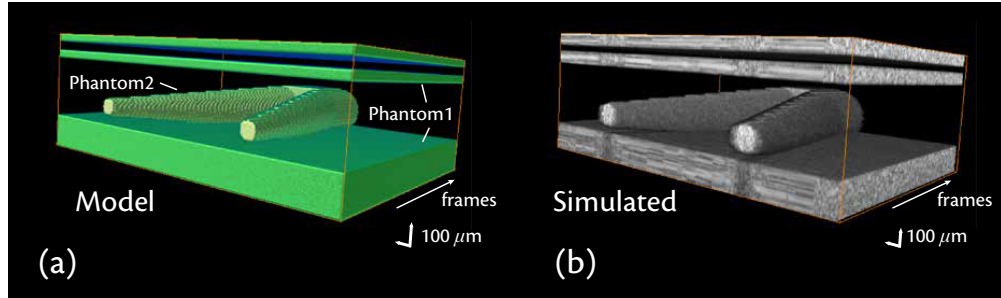 Phantom2
Phantom1
Model
frames
100 μm
(a)
Simulated
frames
100 μm
(b)